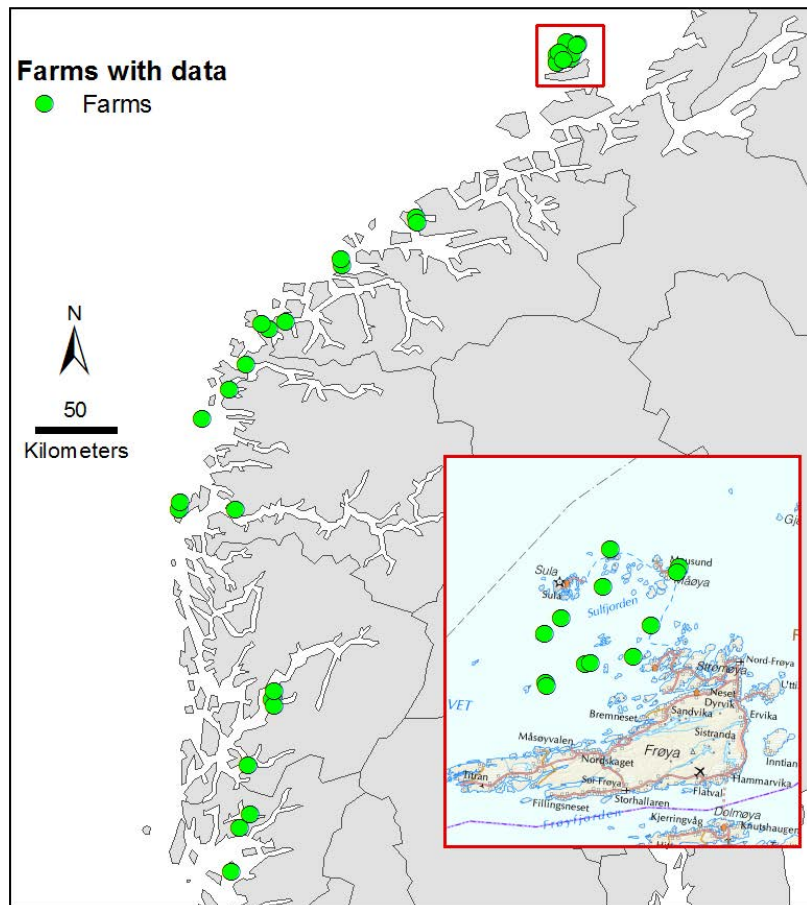 Farms with data
Farms
N
50
Kilometers
Sula
Sula
Måøya
Sulfjorden
Nord-Frøya
Strømøya
Neset
Dyrvik
Ervika
Sandvika
Bremneset
Sistranda
Måsøyvalen
Frøya
Nordskaget
Titran
Sør-Frøya
Hammarvika
Flatval
Storhallaren
Fillingsneset
Frøyfjorden
Dolmøya
Kjerringvåg
Knutshaugen